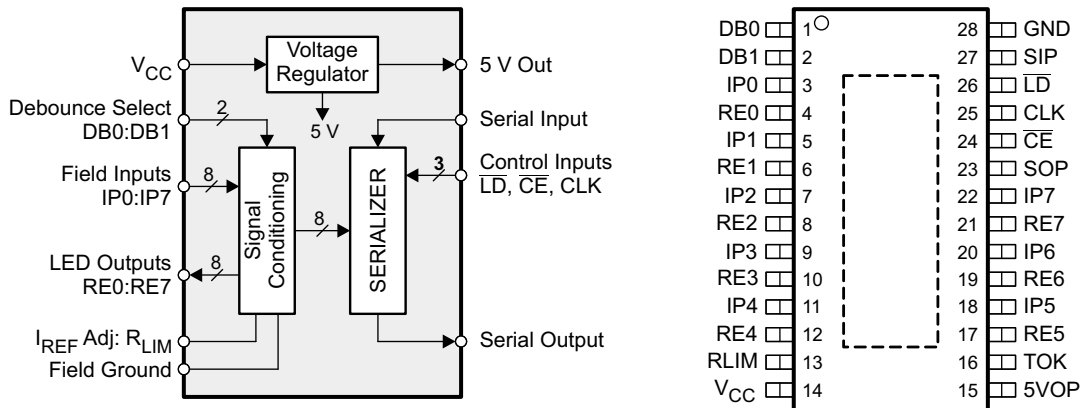 Voltage
Regulator
V_CC
5 V Out
5 V
Debounce Select
DB0:DB1
2
Serial Input
Field Inputs
IP0:IP7
8
Signal
Conditioning
8
SERIALIZER
3
Control Inputs
L̅D̅, C̅E̅, CLK
LED Outputs
RE0:RE7
8
I_REF Adj: R_LIM
Field Ground
Serial Output
DB0 1 28 GND
DB1 2 27 SIP
IP0 3 26 L̅D̅
RE0 4 25 CLK
IP1 5 24 C̅E̅
RE1 6 23 SOP
IP2 7 22 IP7
RE2 8 21 RE7
IP3 9 20 IP6
RE3 10 19 RE6
IP4 11 18 IP5
RE4 12 17 RE5
RLIM 13 16 TOK
V_CC 14 15 5VOP